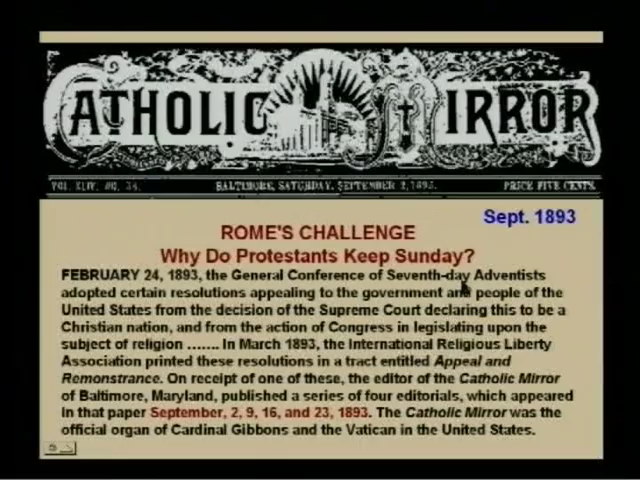 CATHOLIC MIRROR
VOL. XLIV. NO. 34. BALTIMORE, SATURDAY, SEPTEMBER 2, 1893. PRICE FIVE CENTS.
Sept. 1893
ROME'S CHALLENGE
Why Do Protestants Keep Sunday?
FEBRUARY 24, 1893, the General Conference of Seventh-day Adventists
adopted certain resolutions appealing to the government and people of the
United States from the decision of the Supreme Court declaring this to be a
Christian nation, and from the action of Congress in legislating upon the
subject of religion ....... In March 1893, the International Religious Liberty
Association printed these resolutions in a tract entitled Appeal and
Remonstrance. On receipt of one of these, the editor of the Catholic Mirror
of Baltimore, Maryland, published a series of four editorials, which appeared
in that paper September, 2, 9, 16, and 23, 1893. The Catholic Mirror was the
official organ of Cardinal Gibbons and the Vatican in the United States.